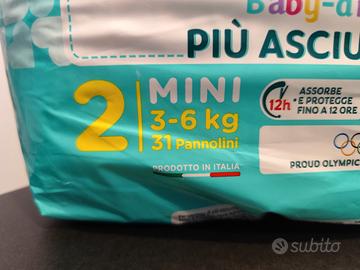 Baby-d
PIÙ ASCIU
2
MINI
3-6 kg
31 Pannolini
PRODOTTO IN ITALIA
12h
ASSORBE
E PROTEGGE
FINO A 12 ORE
PROUD OLYMPIC
subito